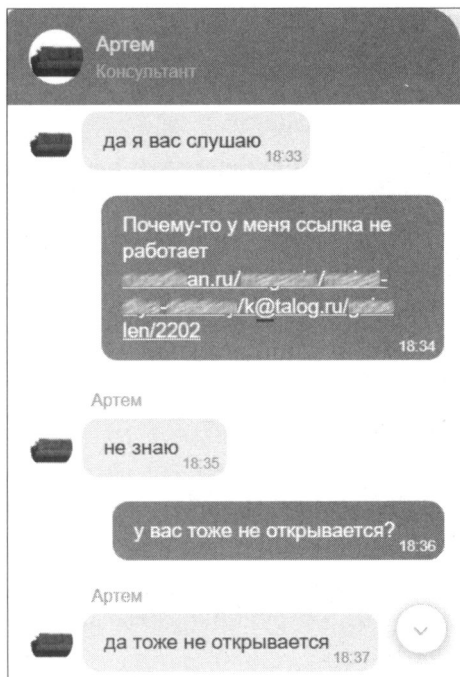 Артем
Консультант
да я вас слушаю
18:33
Почему-то у меня ссылка не
работает
an.ru/
/k@talog.ru/
len/2202
18:34
Артем
не знаю
18:35
у вас тоже не открывается?
18:36
Артем
да тоже не открывается
18:37